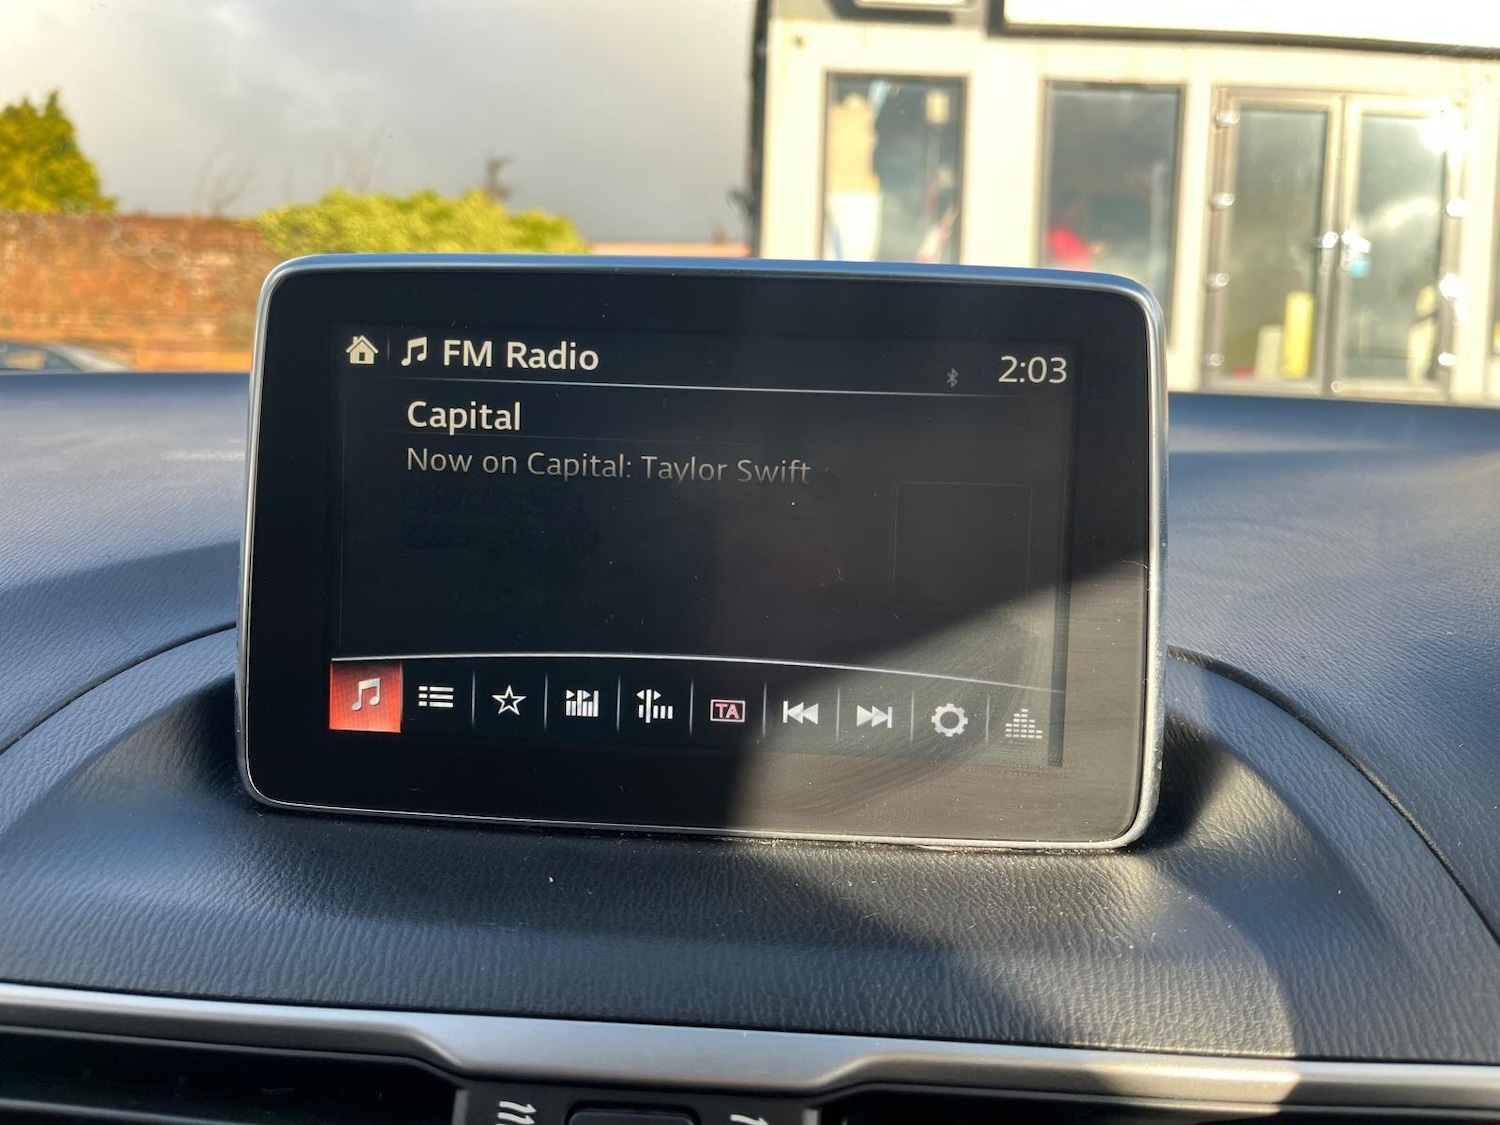 FM Radio
2:03
Capital
Now on Capital: Taylor Swift
TA